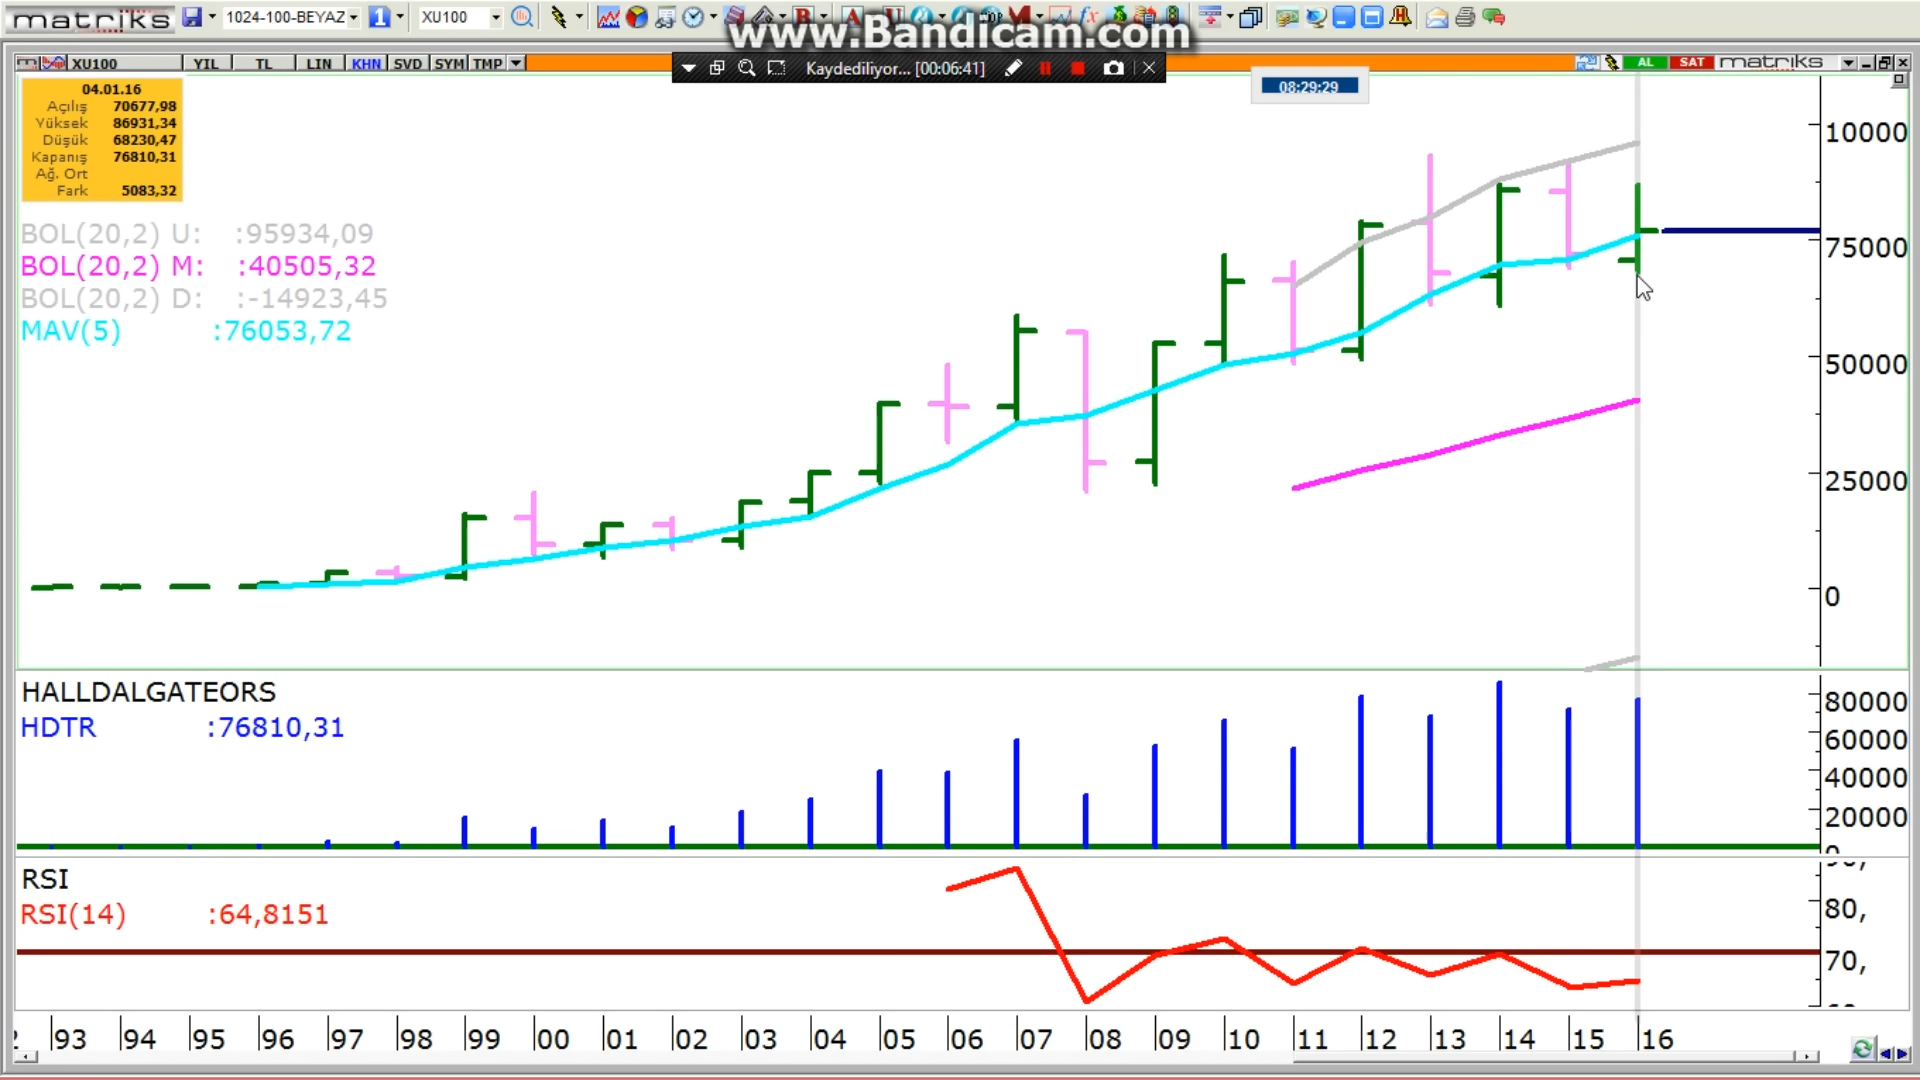 matriks
1024-100-BEYAZ
1
XU100
www.Bandicam.com
XU100 YIL TL LIN KHN SVD SYM TMP
Kaydediliyor... [00:06:41]
AL SAT matriks
08:29:29
04.01.16
Açılış 70677,98
Yüksek 86931,34
Düşük 68230,47
Kapanış 76810,31
Ağ. Ort
Fark 5083,32
BOL(20,2) U: :95934,09
BOL(20,2) M: :40505,32
BOL(20,2) D: :-14923,45
MAV(5) :76053,72
10000
75000
50000
25000
0
HALLDALGATEORS
HDTR :76810,31
80000
60000
40000
20000
0
RSI
RSI(14) :64,8151
80,
70,
93 94 95 96 97 98 99 00 01 02 03 04 05 06 07 08 09 10 11 12 13 14 15 16